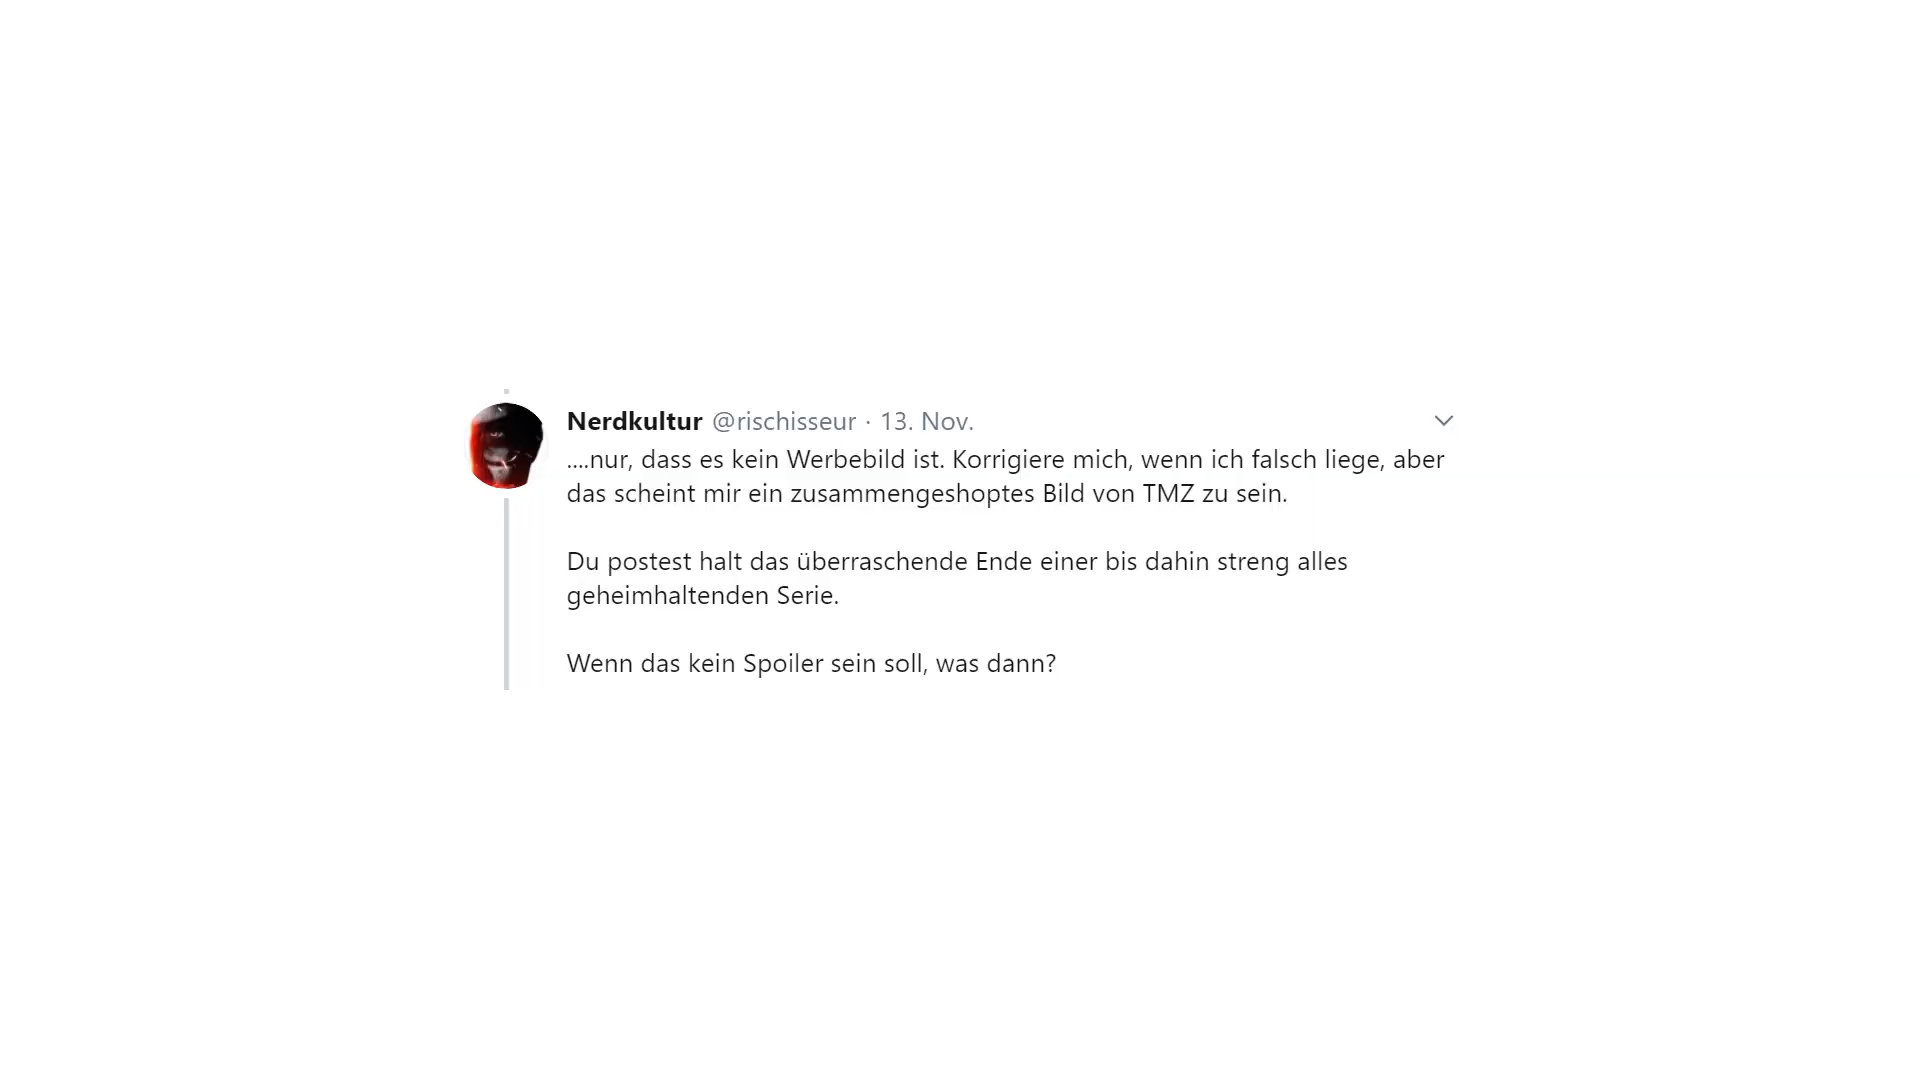 Nerdkultur @rischisseur · 13. Nov.
....nur, dass es kein Werbebild ist. Korrigiere mich, wenn ich falsch liege, aber
das scheint mir ein zusammengeshoptes Bild von TMZ zu sein.
Du postest halt das überraschende Ende einer bis dahin streng alles
geheimhaltenden Serie.
Wenn das kein Spoiler sein soll, was dann?